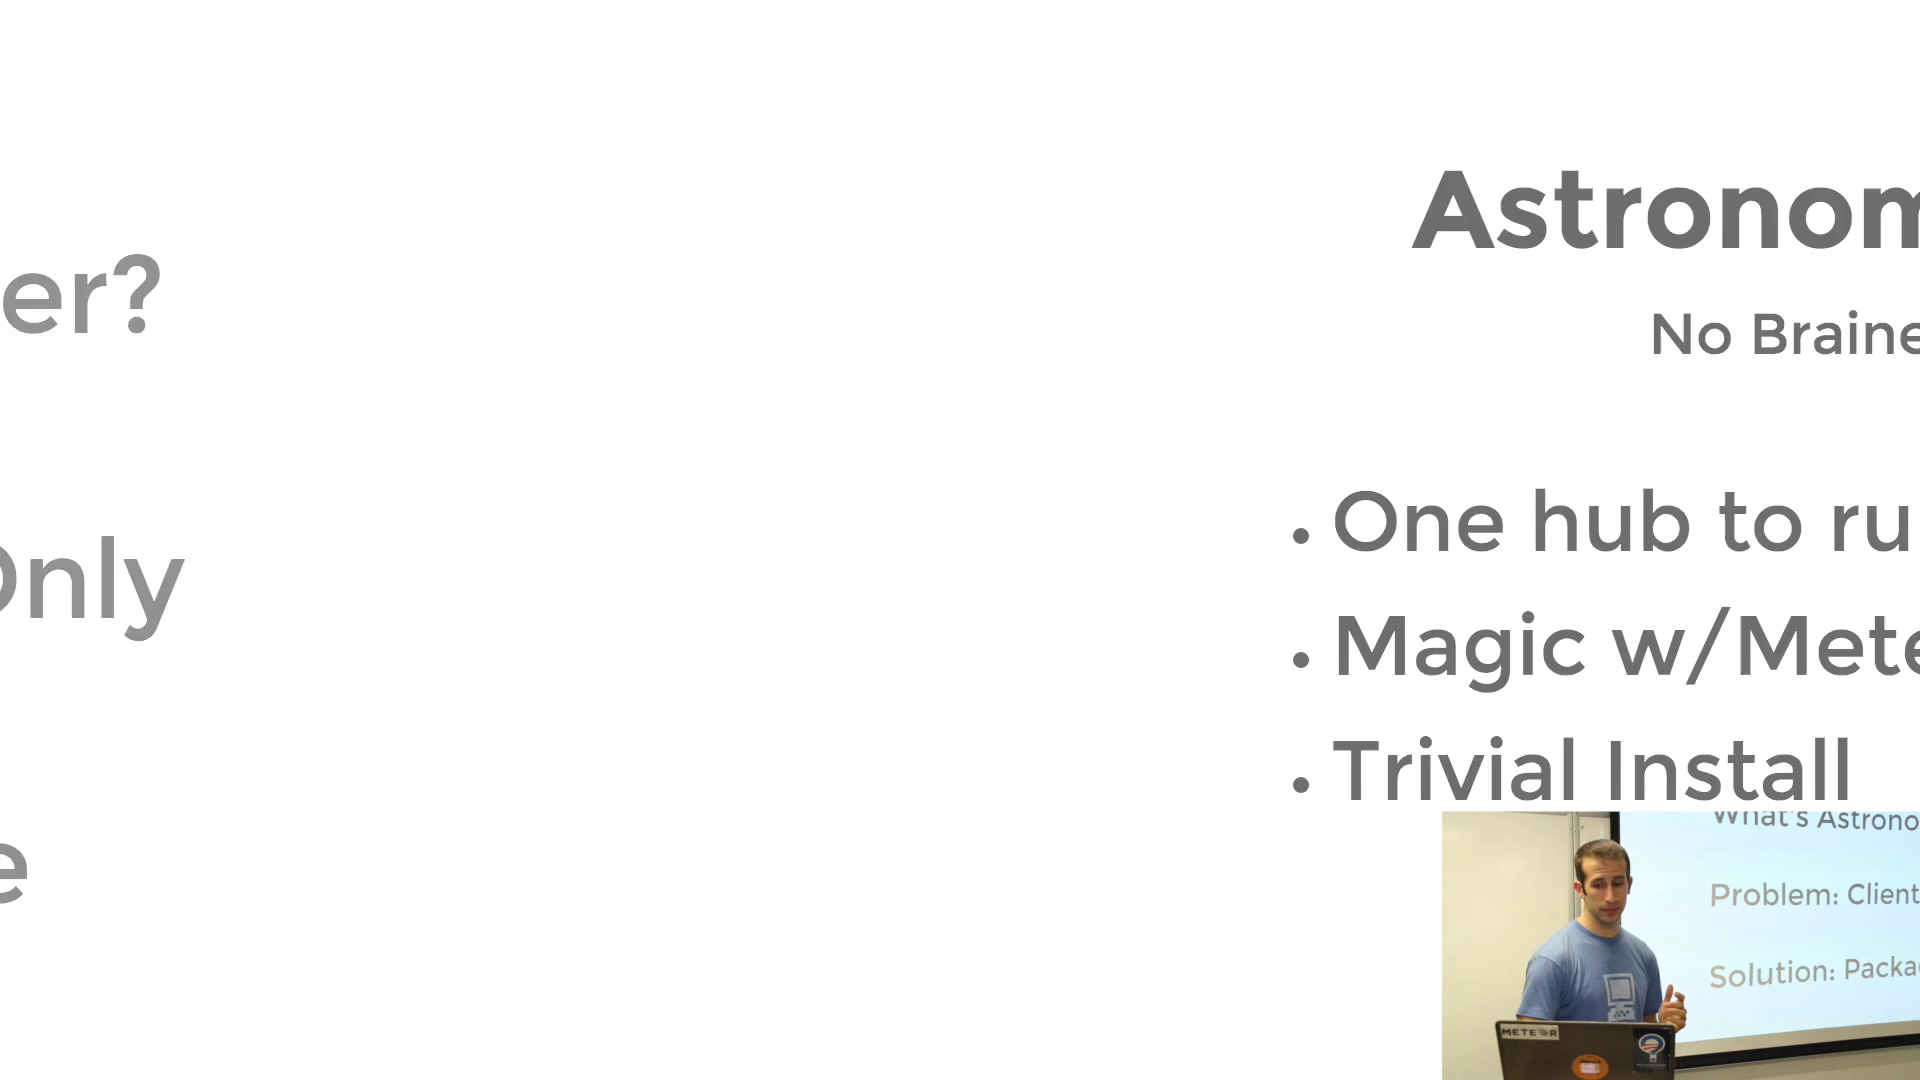 er?
Only
e
Astronom
No Braine
One hub to ru
Magic w/Mete
Trivial Install
What's Astrono
Problem: Client
Solution: Packa
METEOR